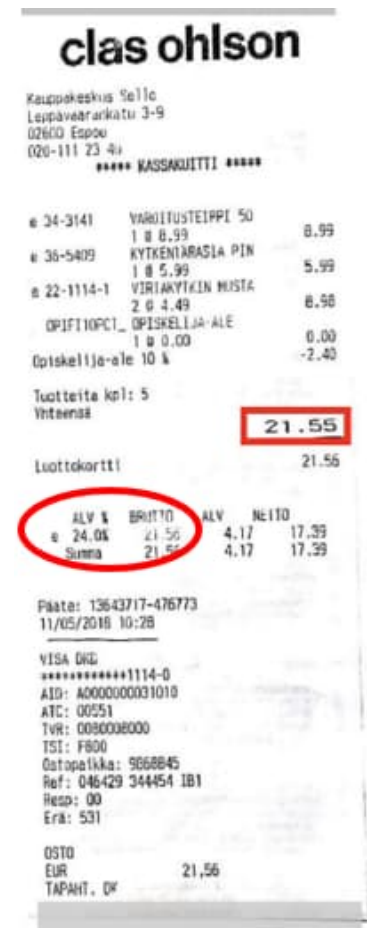 clas ohlson
Kauppakeskus Sello
Leppävaarankatu 3-9
02600 Espoo
020-111 23 4
***** KASSAKUITTI *****
e 34-3141 VAROITUSTEIPPI 50
1 @ 8.99 8.99
e 36-5409 KYTKENTÄRASIA PIN
1 @ 5.99 5.99
e 22-1114-1 VIRTAKYTKIN MUSTA
2 @ 4.49 8.98
OPIFI10PCT_ OPISKELIJA-ALE
1 @ 0.00 0.00
Opiskelija-ale 10 % -2.40
Tuotteita kpl: 5
Yhteensä 21.55
Luottokortti 21.56
ALV % BRUTTO ALV NETTO
e 24.0% 21.56 4.17 17.39
Summa 21.56 4.17 17.39
Pääte: 13643717-476773
11/05/2018 10:28
VISA
************1114-0
AID: A0000000031010
ATC: 00551
TVR: 0080008000
TSI: F800
Ostopaikka: 9868845
Ref: 046429 344454 IB1
Resp: 00
Erä: 531
OSTO
EUR 21,56
TAPAHT. OK